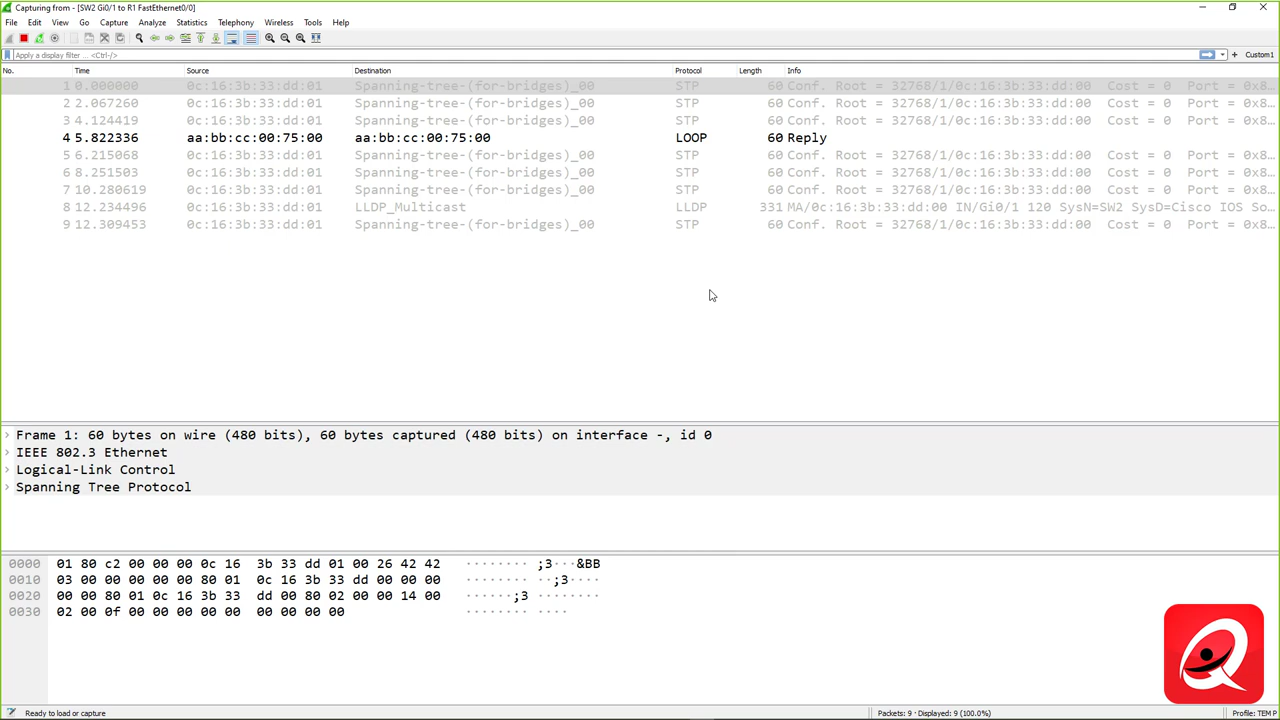 Capturing from - [SW2 Gi0/1 to R1 FastEthernet0/0]
File Edit View Go Capture Analyze Statistics Telephony Wireless Tools Help
Apply a display filter ... <Ctrl-/> Custom1
No. Time Source Destination Protocol Length Info
1 0.000000 0c:16:3b:33:dd:01 Spanning-tree-(for-bridges)_00 STP 60 Conf. Root = 32768/1/0c:16:3b:33:dd:00 Cost = 0 Port = 0x8...
2 2.067260 0c:16:3b:33:dd:01 Spanning-tree-(for-bridges)_00 STP 60 Conf. Root = 32768/1/0c:16:3b:33:dd:00 Cost = 0 Port = 0x8...
3 4.124419 0c:16:3b:33:dd:01 Spanning-tree-(for-bridges)_00 STP 60 Conf. Root = 32768/1/0c:16:3b:33:dd:00 Cost = 0 Port = 0x8...
4 5.822336 aa:bb:cc:00:75:00 aa:bb:cc:00:75:00 LOOP 60 Reply
5 6.215068 0c:16:3b:33:dd:01 Spanning-tree-(for-bridges)_00 STP 60 Conf. Root = 32768/1/0c:16:3b:33:dd:00 Cost = 0 Port = 0x8...
6 8.251503 0c:16:3b:33:dd:01 Spanning-tree-(for-bridges)_00 STP 60 Conf. Root = 32768/1/0c:16:3b:33:dd:00 Cost = 0 Port = 0x8...
7 10.280619 0c:16:3b:33:dd:01 Spanning-tree-(for-bridges)_00 STP 60 Conf. Root = 32768/1/0c:16:3b:33:dd:00 Cost = 0 Port = 0x8...
8 12.234496 0c:16:3b:33:dd:01 LLDP_Multicast LLDP 331 MA/0c:16:3b:33:dd:00 IN/Gi0/1 120 SysN=SW2 SysD=Cisco IOS So...
9 12.309453 0c:16:3b:33:dd:01 Spanning-tree-(for-bridges)_00 STP 60 Conf. Root = 32768/1/0c:16:3b:33:dd:00 Cost = 0 Port = 0x8...
Frame 1: 60 bytes on wire (480 bits), 60 bytes captured (480 bits) on interface -, id 0
IEEE 802.3 Ethernet
Logical-Link Control
Spanning Tree Protocol
0000 01 80 c2 00 00 00 0c 16 3b 33 dd 01 00 26 42 42 ········ ;3···&BB
0010 03 00 00 00 00 00 80 01 0c 16 3b 33 dd 00 00 00 ········ ··;3····
0020 00 00 80 01 0c 16 3b 33 dd 00 80 02 00 00 14 00 ······;3 ········
0030 02 00 0f 00 00 00 00 00 00 00 00 00 ········ ····
Ready to load or capture Packets: 9 · Displayed: 9 (100.0%) Profile: TEM P